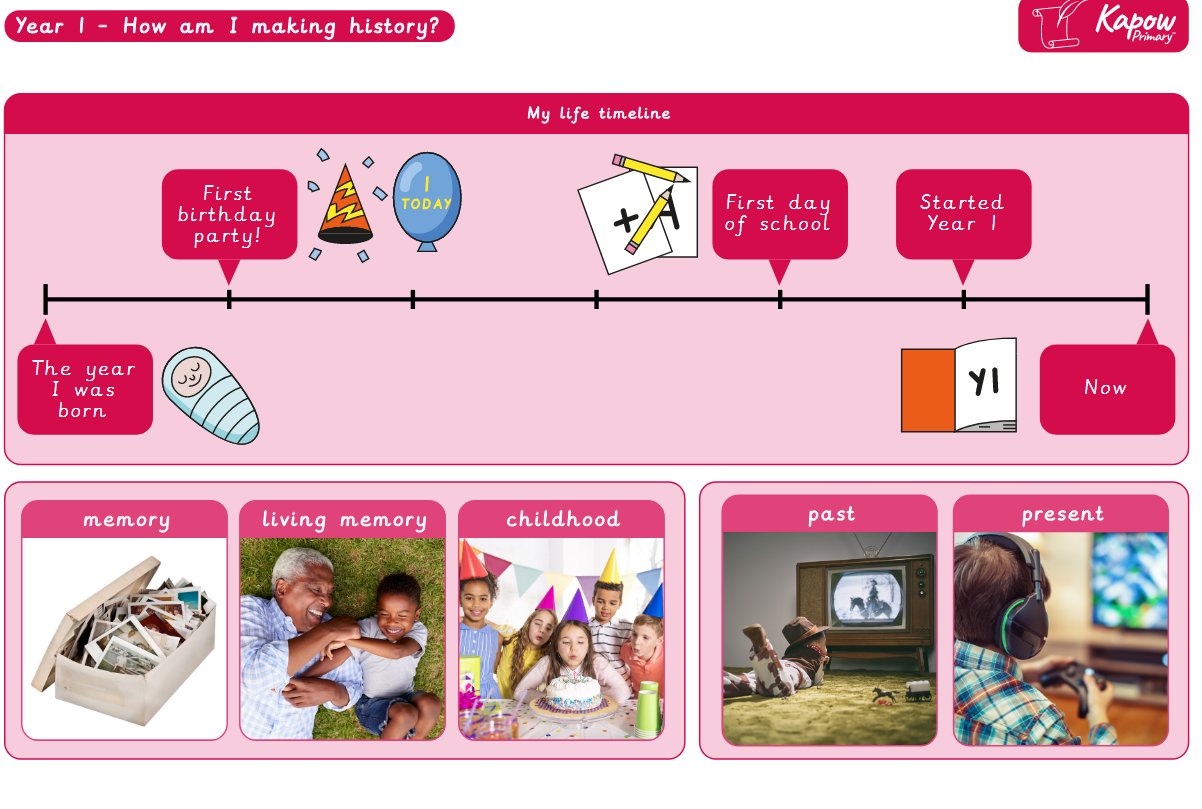 Year 1 - How am I making history?
Kapow
Primary™
My life timeline
First
birthday
party!
1
TODAY
+
A
First day
of school
Started
Year 1
The year
I was
born
Y1
Now
memory
living memory
childhood
past
present